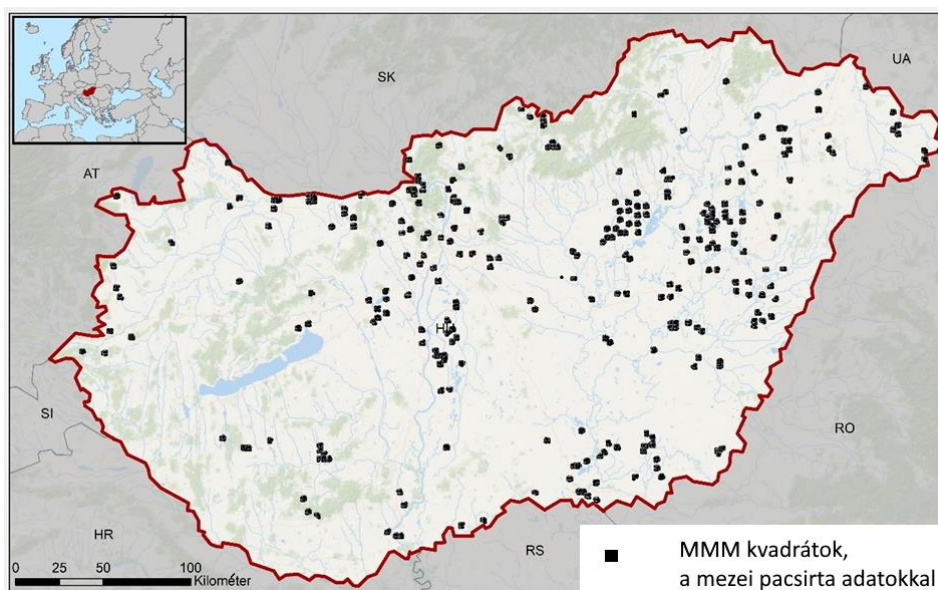 SK
UA
AT
HU
SI
RO
HR
RS
0 25 50 100
Kilométer
MMM kvadrátok,
a mezei pacsirta adatokkal